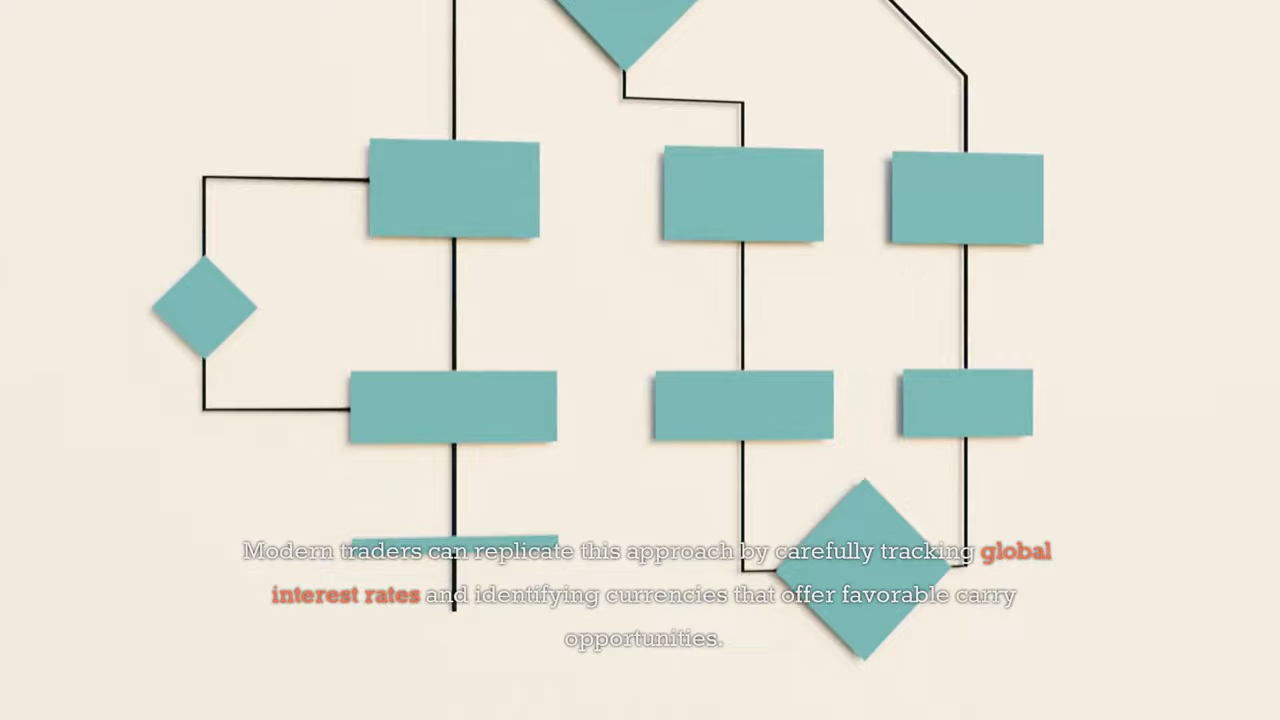 Modern traders can replicate this approach by carefully tracking global
interest rates and identifying currencies that offer favorable carry
opportunities.